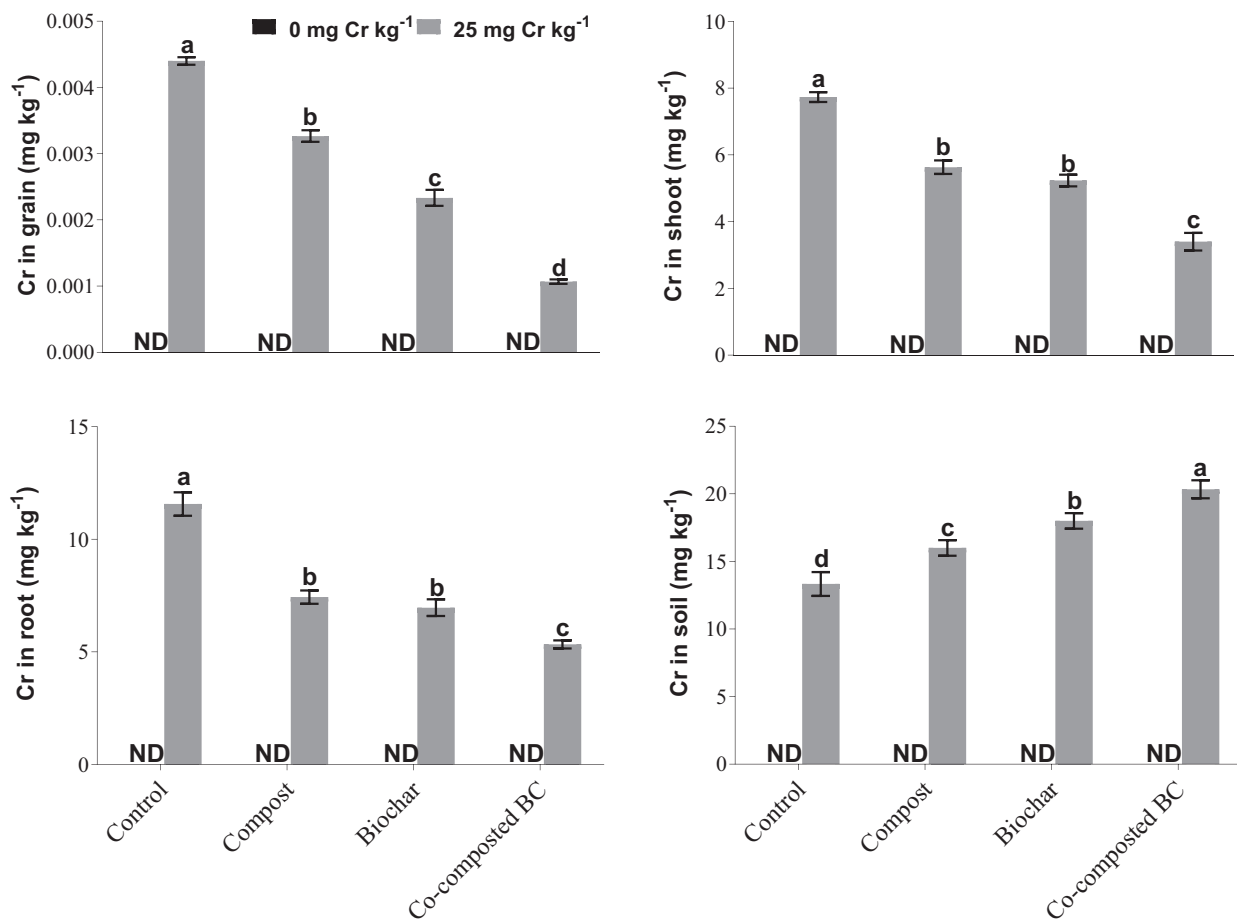 0 mg Cr kg⁻¹ 25 mg Cr kg⁻¹
Cr in grain (mg kg⁻¹)
0.005
0.004
0.003
0.002
0.001
0.000
a
b
c
d
ND ND ND ND
Cr in shoot (mg kg⁻¹)
10
8
6
4
2
0
a
b
b
c
ND ND ND ND
Cr in root (mg kg⁻¹)
15
10
5
0
a
b
b
c
ND ND ND ND
Control
Compost
Biochar
Co-composted BC
Cr in soil (mg kg⁻¹)
25
20
15
10
5
0
d
c
b
a
ND ND ND ND
Control
Compost
Biochar
Co-composted BC